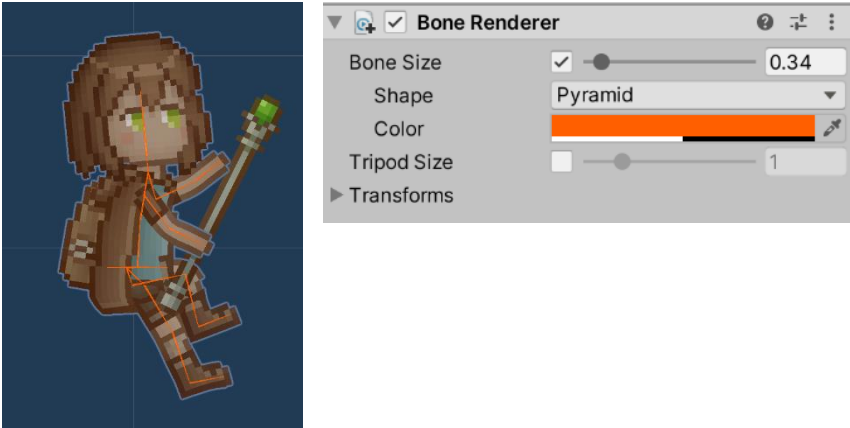 Bone Renderer
Bone Size 0.34
Shape Pyramid
Color
Tripod Size 1
Transforms